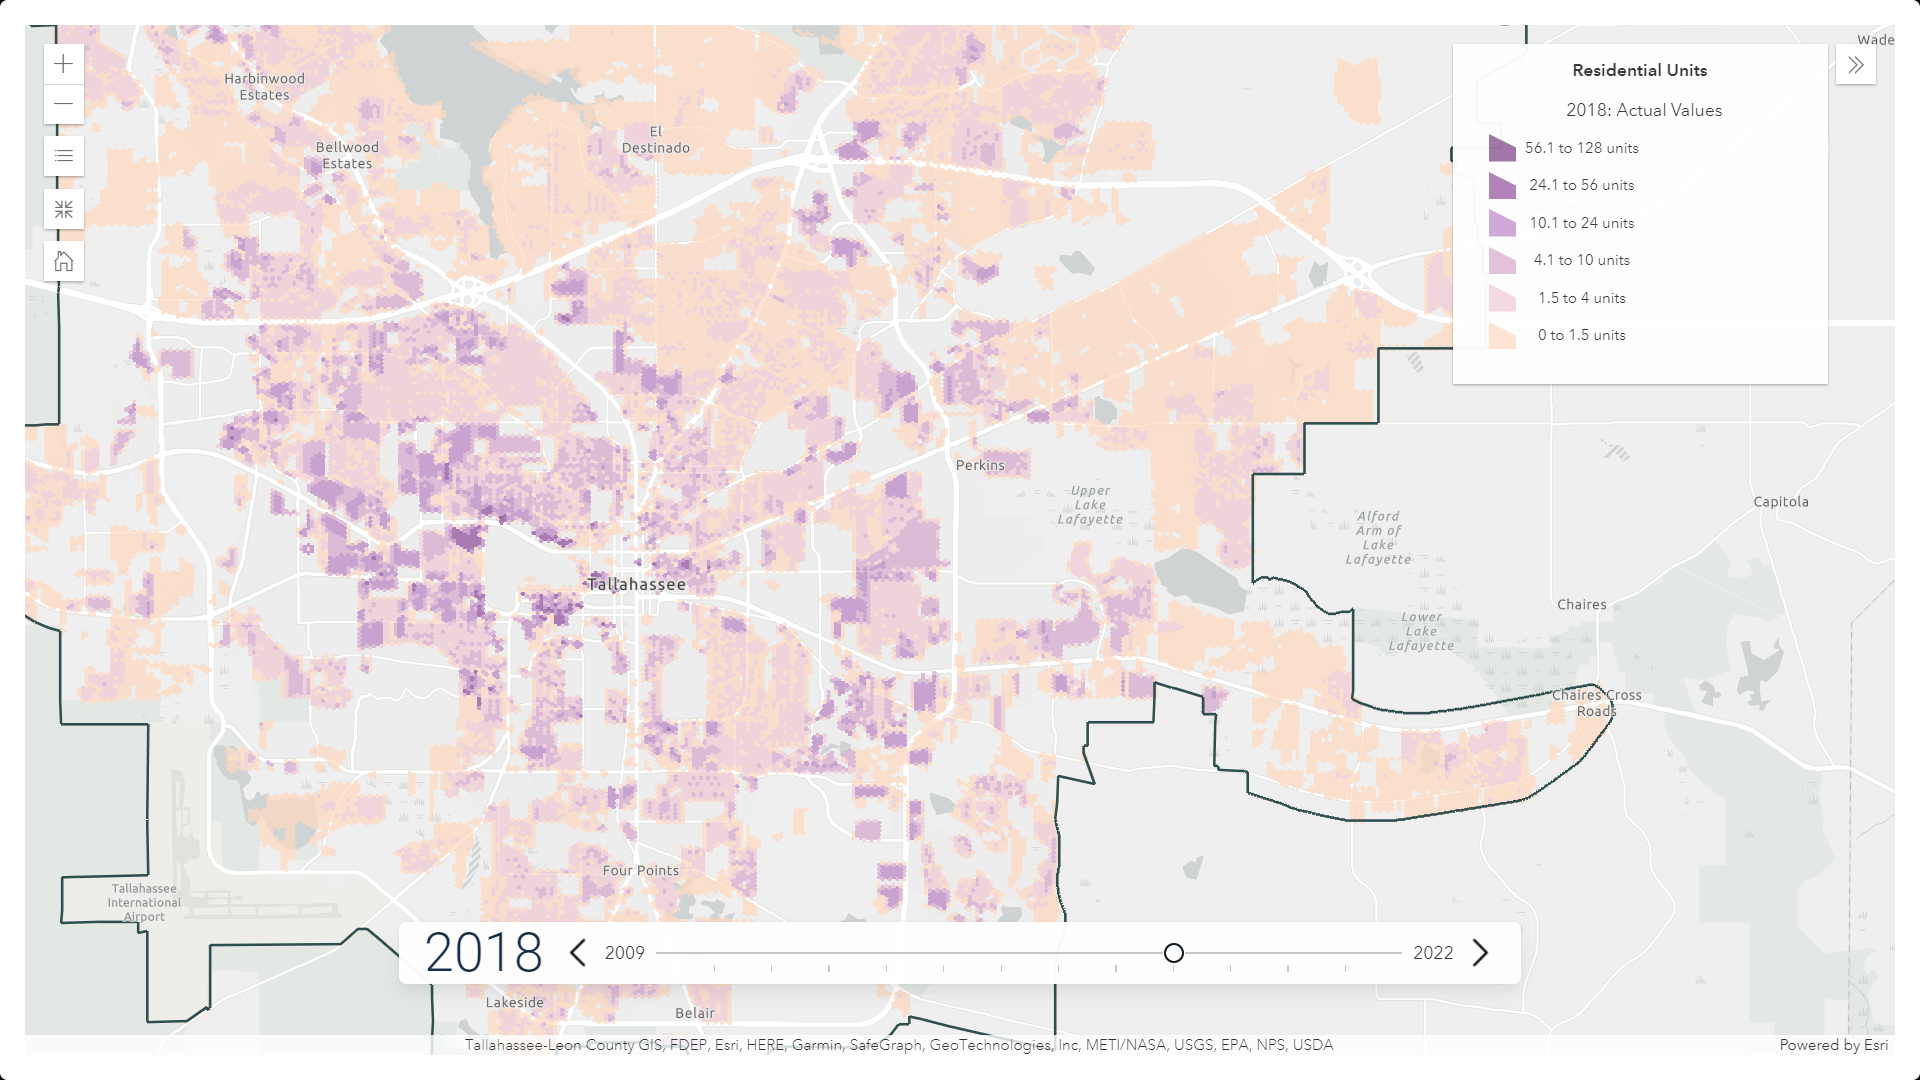 Wade
Harbinwood
Estates
Bellwood
Estates
El
Destinado
Residential Units
2018: Actual Values
56.1 to 128 units
24.1 to 56 units
10.1 to 24 units
4.1 to 10 units
1.5 to 4 units
0 to 1.5 units
Perkins
Upper
Lake
Lafayette
Alford
Arm of
Lake
Lafayette
Capitola
Tallahassee
Chaires
Lower
Lake
Lafayette
Chaires Cross
Roads
Four Points
Tallahassee
International
Airport
2018
2009
2022
Lakeside
Belair
Tallahassee-Leon County GIS, FDEP, Esri, HERE, Garmin, SafeGraph, GeoTechnologies, Inc, METI/NASA, USGS, EPA, NPS, USDA
Powered by Esri